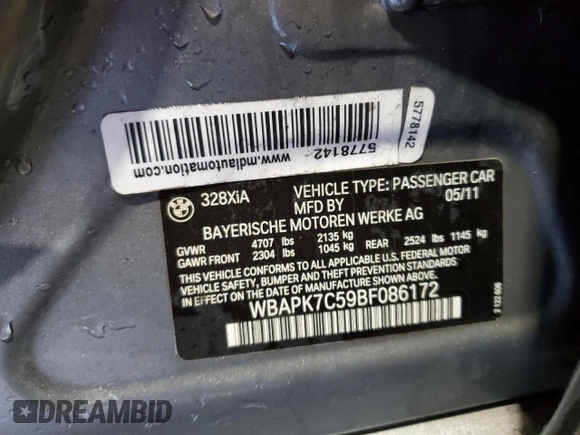 www.mdiautomation.com
5778142
5778142
328XiA
VEHICLE TYPE: PASSENGER CAR
MFD BY
05/11
BAYERISCHE MOTOREN WERKE AG
GVWR 4707 lbs 2135 kg
GAWR FRONT 2304 lbs 1045 kg REAR 2524 lbs 1145 kg
THIS VEHICLE CONFORMS TO ALL APPLICABLE U.S. FEDERAL MOTOR
VEHICLE SAFETY, BUMPER, AND THEFT PREVENTION STANDARDS IN
EFFECT ON THE DATE OF MANUFACTURE SHOWN ABOVE
WBAPK7C59BF086172
2 122 605
DREAMBID